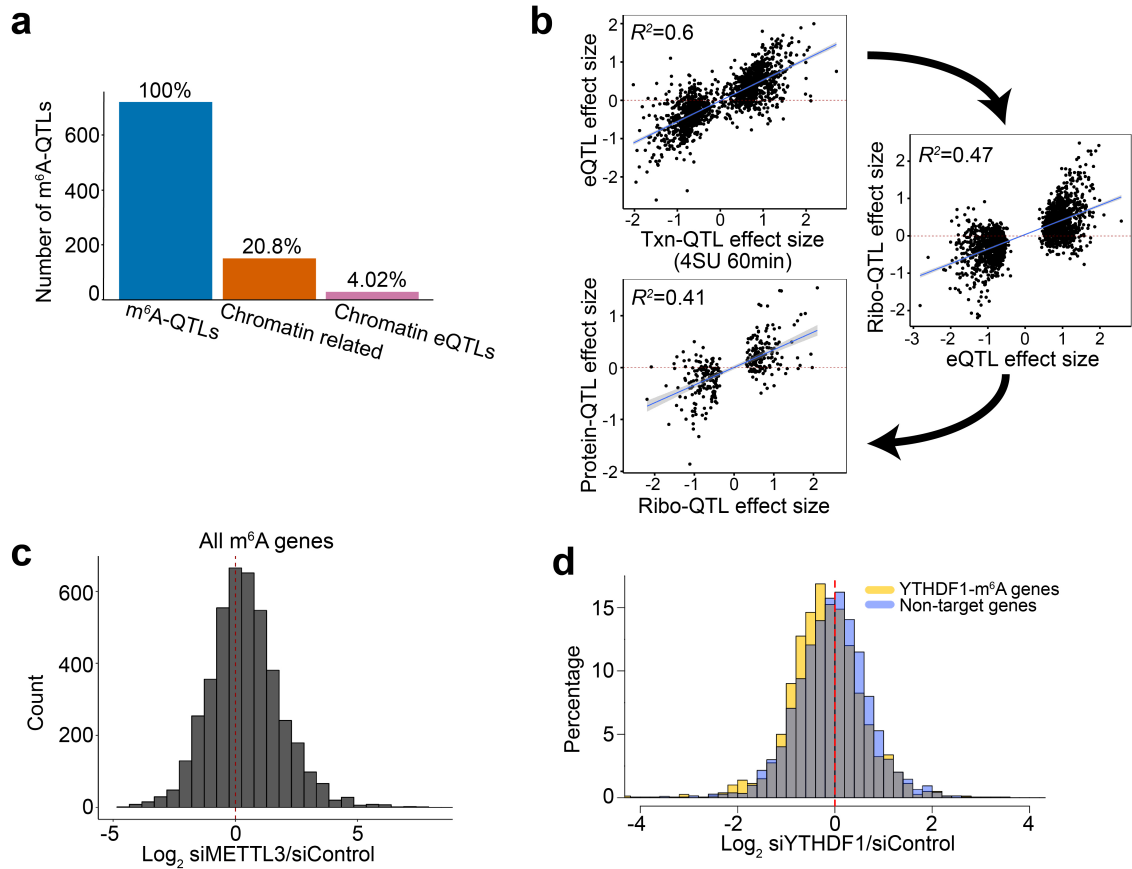 a
Number of m⁶A-QTLs
600
400
200
0
100%
20.8%
4.02%
m⁶A-QTLs
Chromatin related
Chromatin eQTLs
b
R²=0.6
eQTL effect size
2
1
0
-1
-2
-2 -1 0 1 2
Txn-QTL effect size
(4SU 60min)
R²=0.47
Ribo-QTL effect size
2
1
0
-1
-2
-3 -2 -1 0 1 2
eQTL effect size
R²=0.41
Protein-QTL effect size
1
0
-1
-2
-2 -1 0 1 2
Ribo-QTL effect size
c
All m⁶A genes
Count
600
400
200
0
-5 0 5
Log₂ siMETTL3/siControl
d
YTHDF1-m⁶A genes
Non-target genes
Percentage
15
10
5
0
-4 -2 0 2 4
Log₂ siYTHDF1/siControl